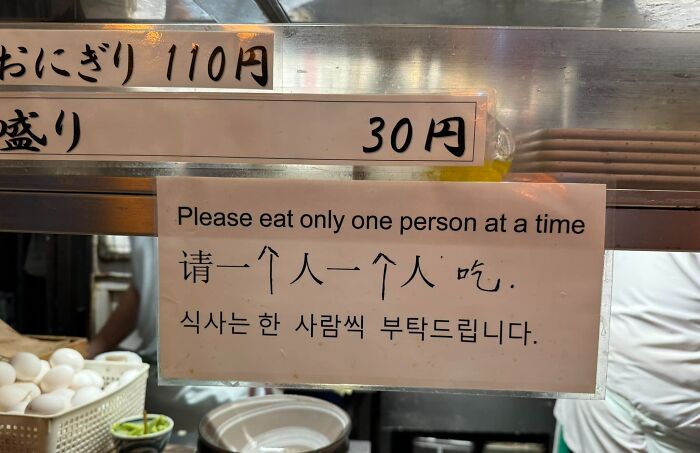 おにぎり 110円
盛り 30円
Please eat only one person at a time
请一个人一个人 吃.
식사는 한 사람씩 부탁드립니다.